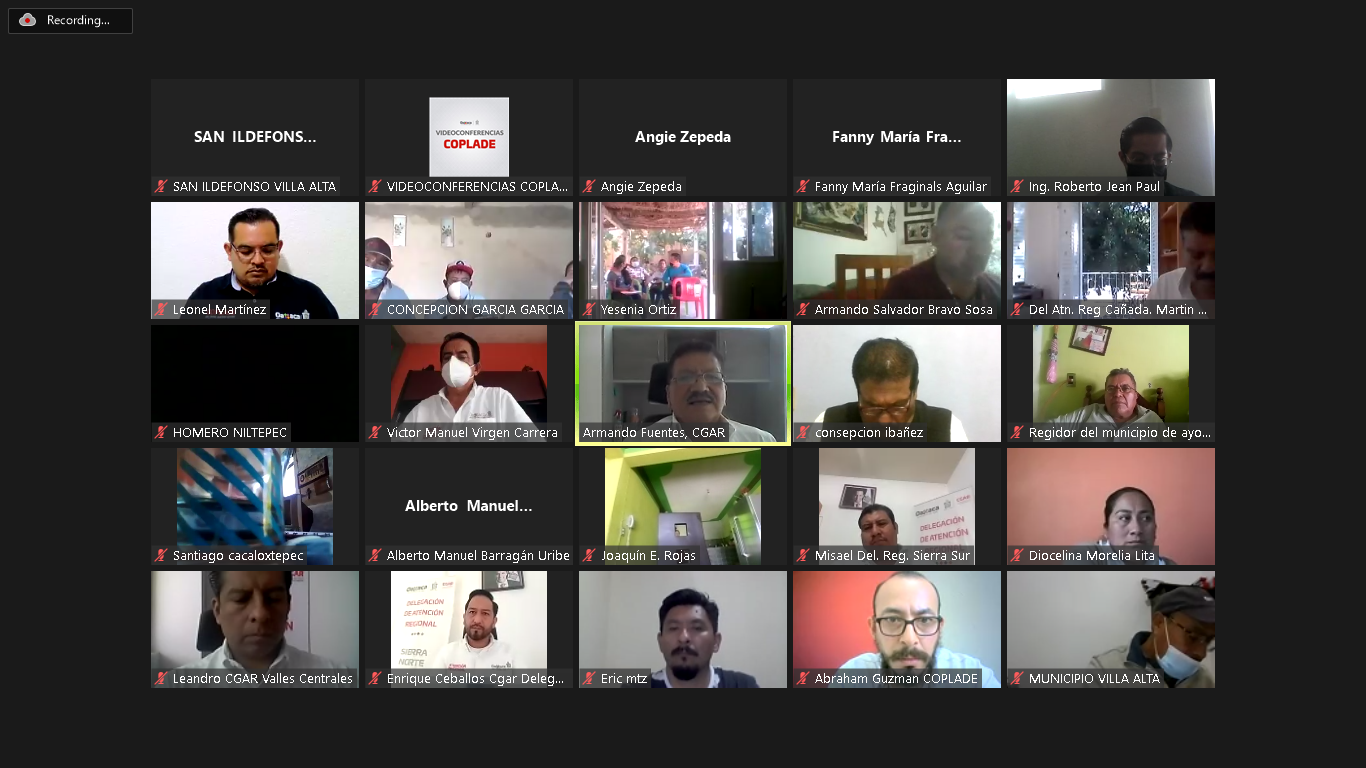 Recording...
SAN ILDEFONS...
SAN ILDEFONSO VILLA ALTA
VIDEOCONFERENCIAS
COPLADE
VIDEOCONFERENCIAS COPLA...
Angie Zepeda
Angie Zepeda
Fanny María Fra...
Fanny María Fraginals Aguilar
Ing. Roberto Jean Paul
Leonel Martínez
CONCEPCION GARCIA GARCIA
Yesenia Ortiz
Armando Salvador Bravo Sosa
Del Atn. Reg Cañada. Martin ...
HOMERO NILTEPEC
Victor Manuel Virgen Carrera
Armando Fuentes, CGAR
consepcion ibañez
Regidor del municipio de ayo...
Santiago cacaloxtepec
Alberto Manuel...
Alberto Manuel Barragán Uribe
Joaquín E. Rojas
Oaxaca
DELEGACIÓN
DE ATENCIÓN
Misael Del. Reg. Sierra Sur
Diocelina Morelia Lita
Leandro CGAR Valles Centrales
Oaxaca
DELEGACIÓN
DE ATENCIÓN
REGIONAL
SIERRA
NORTE
Enrique Ceballos Cgar Deleg...
Eric mtz
Abraham Guzman COPLADE
MUNICIPIO VILLA ALTA